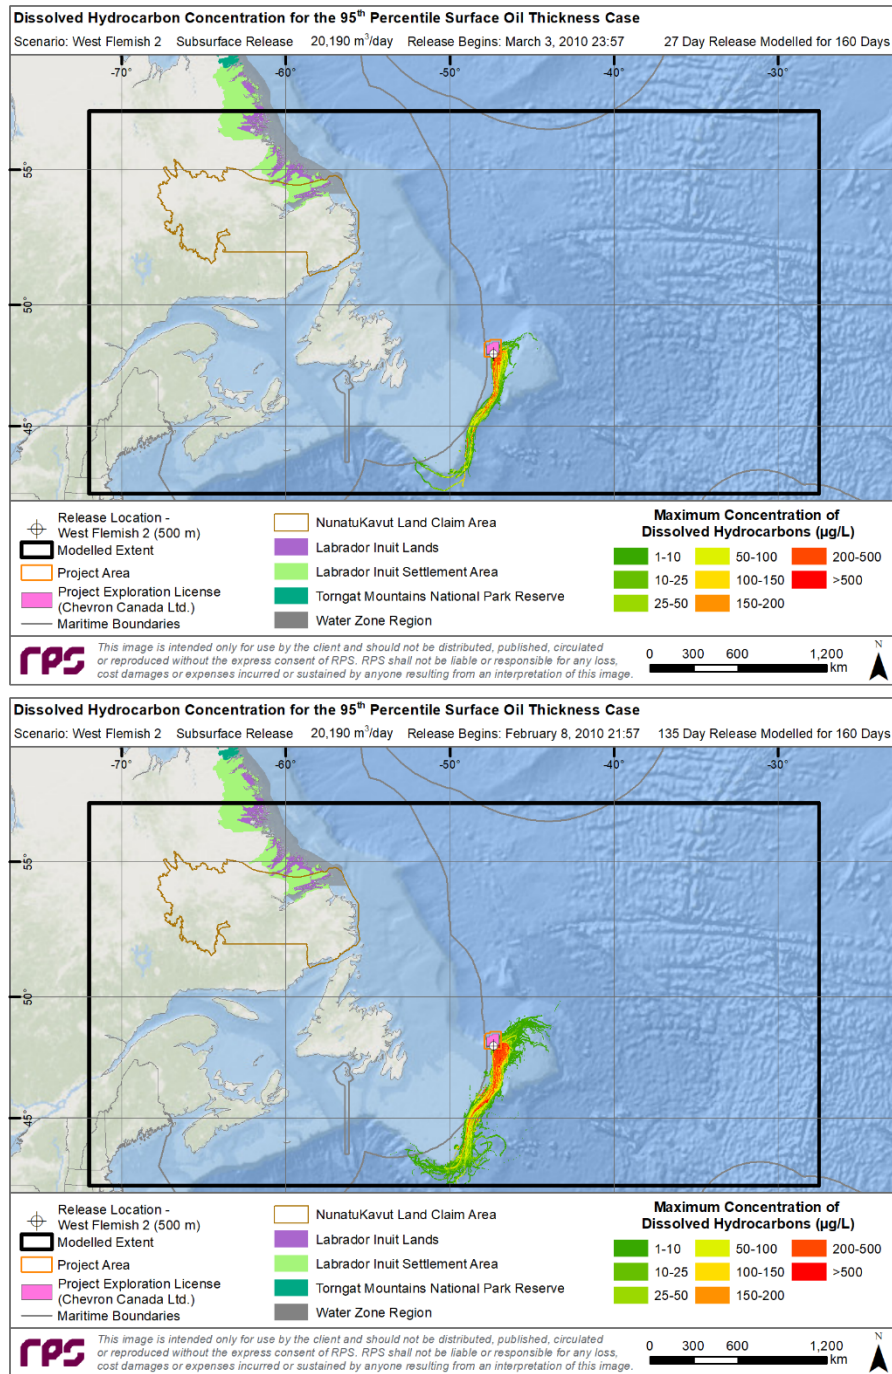 Dissolved Hydrocarbon Concentration for the 95th Percentile Surface Oil Thickness Case
Scenario: West Flemish 2 Subsurface Release 20,190 m³/day Release Begins: March 3, 2010 23:57 27 Day Release Modelled for 160 Days
-70° -60° -50° -40° -30°
55°
50°
45°
Release Location -
West Flemish 2 (500 m)
Modelled Extent
Project Area
Project Exploration License
(Chevron Canada Ltd.)
Maritime Boundaries
NunatuKavut Land Claim Area
Labrador Inuit Lands
Labrador Inuit Settlement Area
Torngat Mountains National Park Reserve
Water Zone Region
Maximum Concentration of
Dissolved Hydrocarbons (µg/L)
1-10 50-100 200-500
10-25 100-150 >500
25-50 150-200
rps
This image is intended only for use by the client and should not be distributed, published, circulated
or reproduced without the express consent of RPS. RPS shall not be liable or responsible for any loss,
cost damages or expenses incurred or sustained by anyone resulting from an interpretation of this image.
0 300 600 1,200
km
N
Dissolved Hydrocarbon Concentration for the 95th Percentile Surface Oil Thickness Case
Scenario: West Flemish 2 Subsurface Release 20,190 m³/day Release Begins: February 8, 2010 21:57 135 Day Release Modelled for 160 Days
-70° -60° -50° -40° -30°
55°
50°
45°
Release Location -
West Flemish 2 (500 m)
Modelled Extent
Project Area
Project Exploration License
(Chevron Canada Ltd.)
Maritime Boundaries
NunatuKavut Land Claim Area
Labrador Inuit Lands
Labrador Inuit Settlement Area
Torngat Mountains National Park Reserve
Water Zone Region
Maximum Concentration of
Dissolved Hydrocarbons (µg/L)
1-10 50-100 200-500
10-25 100-150 >500
25-50 150-200
rps
This image is intended only for use by the client and should not be distributed, published, circulated
or reproduced without the express consent of RPS. RPS shall not be liable or responsible for any loss,
cost damages or expenses incurred or sustained by anyone resulting from an interpretation of this image.
0 300 600 1,200
km
N